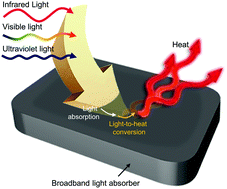 Infrared Light
Visible light
Ultraviolet light
Heat
Light
absorption
Light-to-heat
conversion
Broadband light absorber